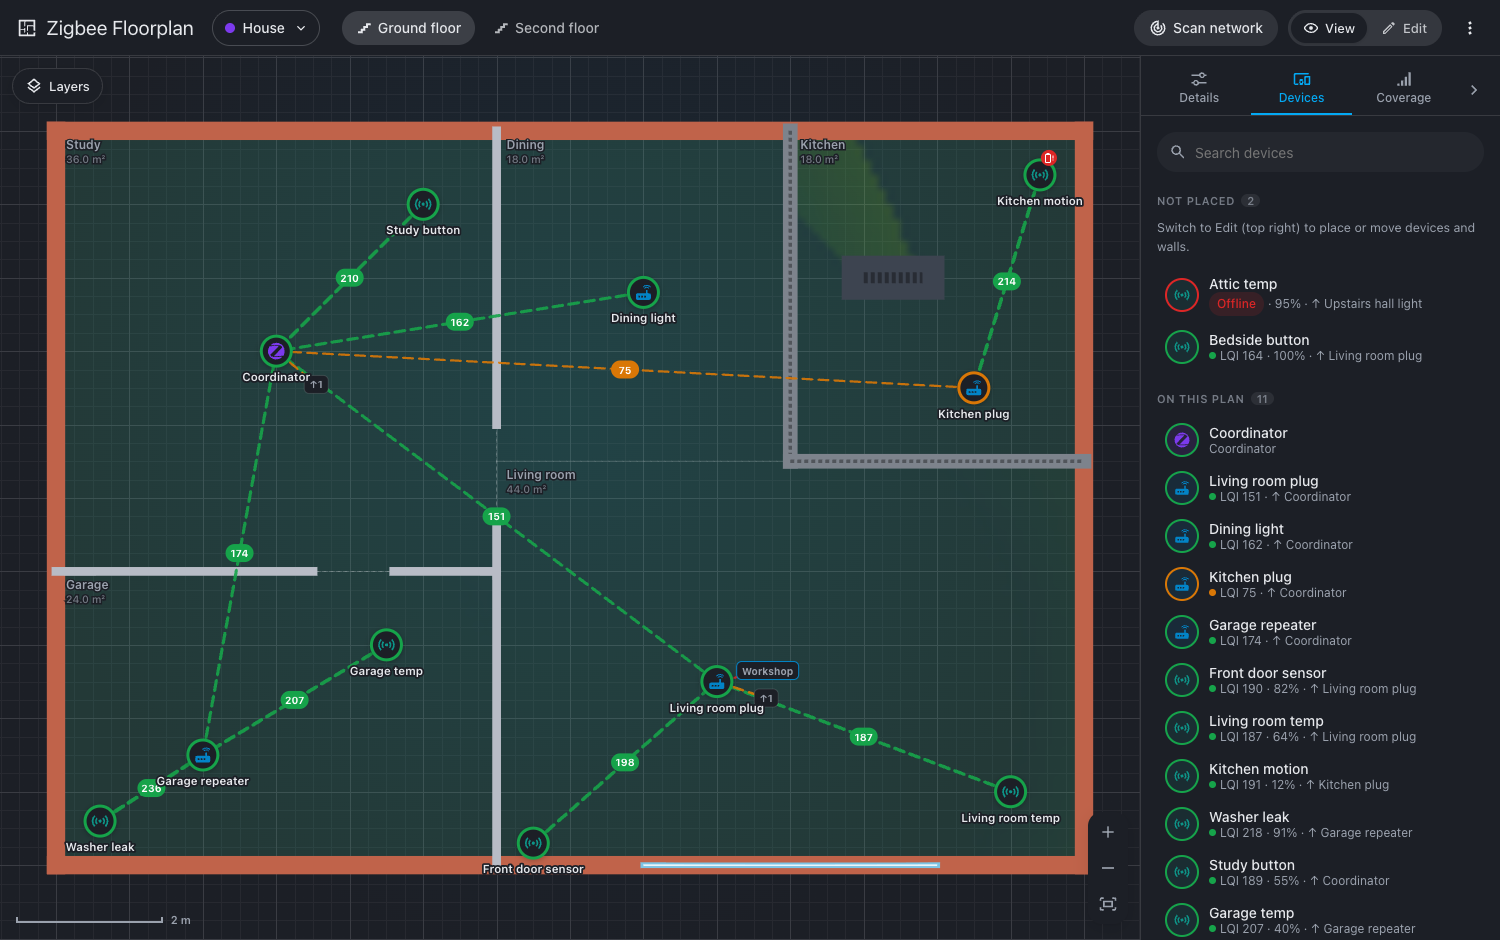 Zigbee Floorplan
House
Ground floor
Second floor
Scan network
View
Edit
Layers
Study
36.0 m²
Dining
18.0 m²
Kitchen
18.0 m²
Kitchen motion
Study button
210
214
162
Dining light
Coordinator
↑1
75
Kitchen plug
Living room
44.0 m²
151
174
Garage
24.0 m²
Garage temp
207
Workshop
↑1
Living room plug
187
198
Garage repeater
236
Washer leak
Living room temp
Front door sensor
2 m
Details
Devices
Coverage
Search devices
NOT PLACED 2
Switch to Edit (top right) to place or move devices and
walls.
Attic temp
Offline · 95% · ↑ Upstairs hall light
Bedside button
LQI 164 · 100% · ↑ Living room plug
ON THIS PLAN 11
Coordinator
Coordinator
Living room plug
LQI 151 · ↑ Coordinator
Dining light
LQI 162 · ↑ Coordinator
Kitchen plug
LQI 75 · ↑ Coordinator
Garage repeater
LQI 174 · ↑ Coordinator
Front door sensor
LQI 190 · 82% · ↑ Living room plug
Living room temp
LQI 187 · 64% · ↑ Living room plug
Kitchen motion
LQI 191 · 12% · ↑ Kitchen plug
Washer leak
LQI 218 · 91% · ↑ Garage repeater
Study button
LQI 189 · 55% · ↑ Coordinator
Garage temp
LQI 207 · 40% · ↑ Garage repeater